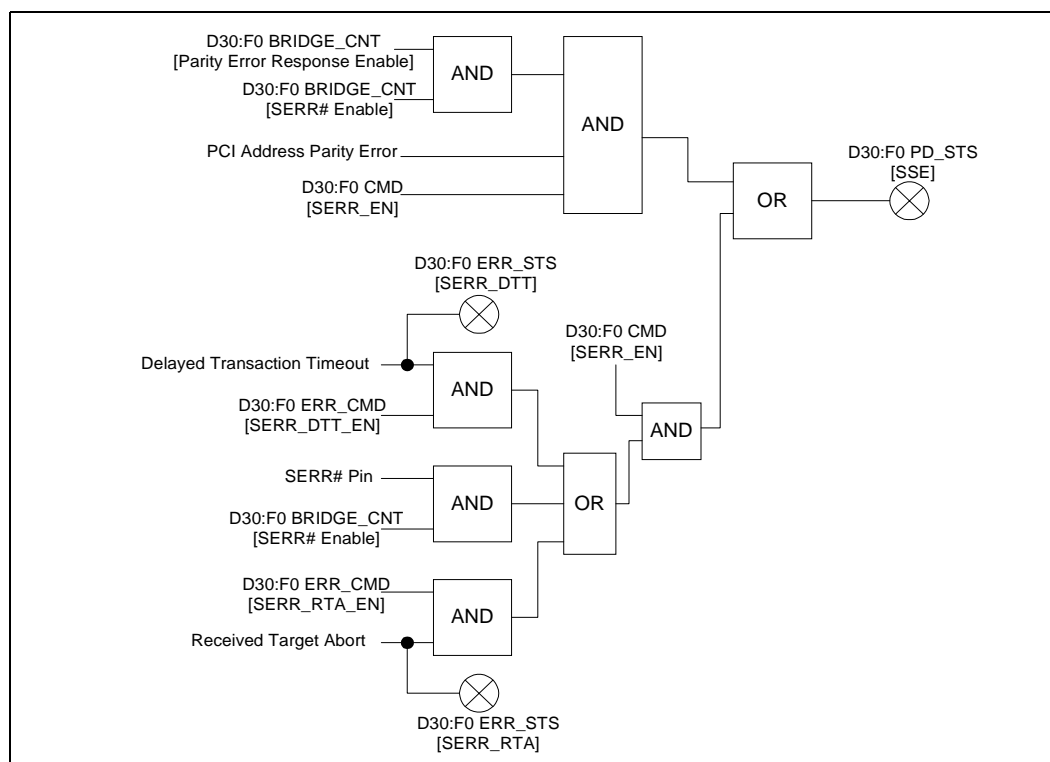 D30:F0 BRIDGE_CNT
[Parity Error Response Enable]
AND
D30:F0 BRIDGE_CNT
[SERR# Enable]
AND
PCI Address Parity Error
D30:F0 CMD
[SERR_EN]
D30:F0 PD_STS
[SSE]
OR
D30:F0 ERR_STS
[SERR_DTT]
D30:F0 CMD
[SERR_EN]
Delayed Transaction Timeout
AND
D30:F0 ERR_CMD
[SERR_DTT_EN]
AND
SERR# Pin
AND
OR
D30:F0 BRIDGE_CNT
[SERR# Enable]
D30:F0 ERR_CMD
[SERR_RTA_EN]
AND
Received Target Abort
D30:F0 ERR_STS
[SERR_RTA]